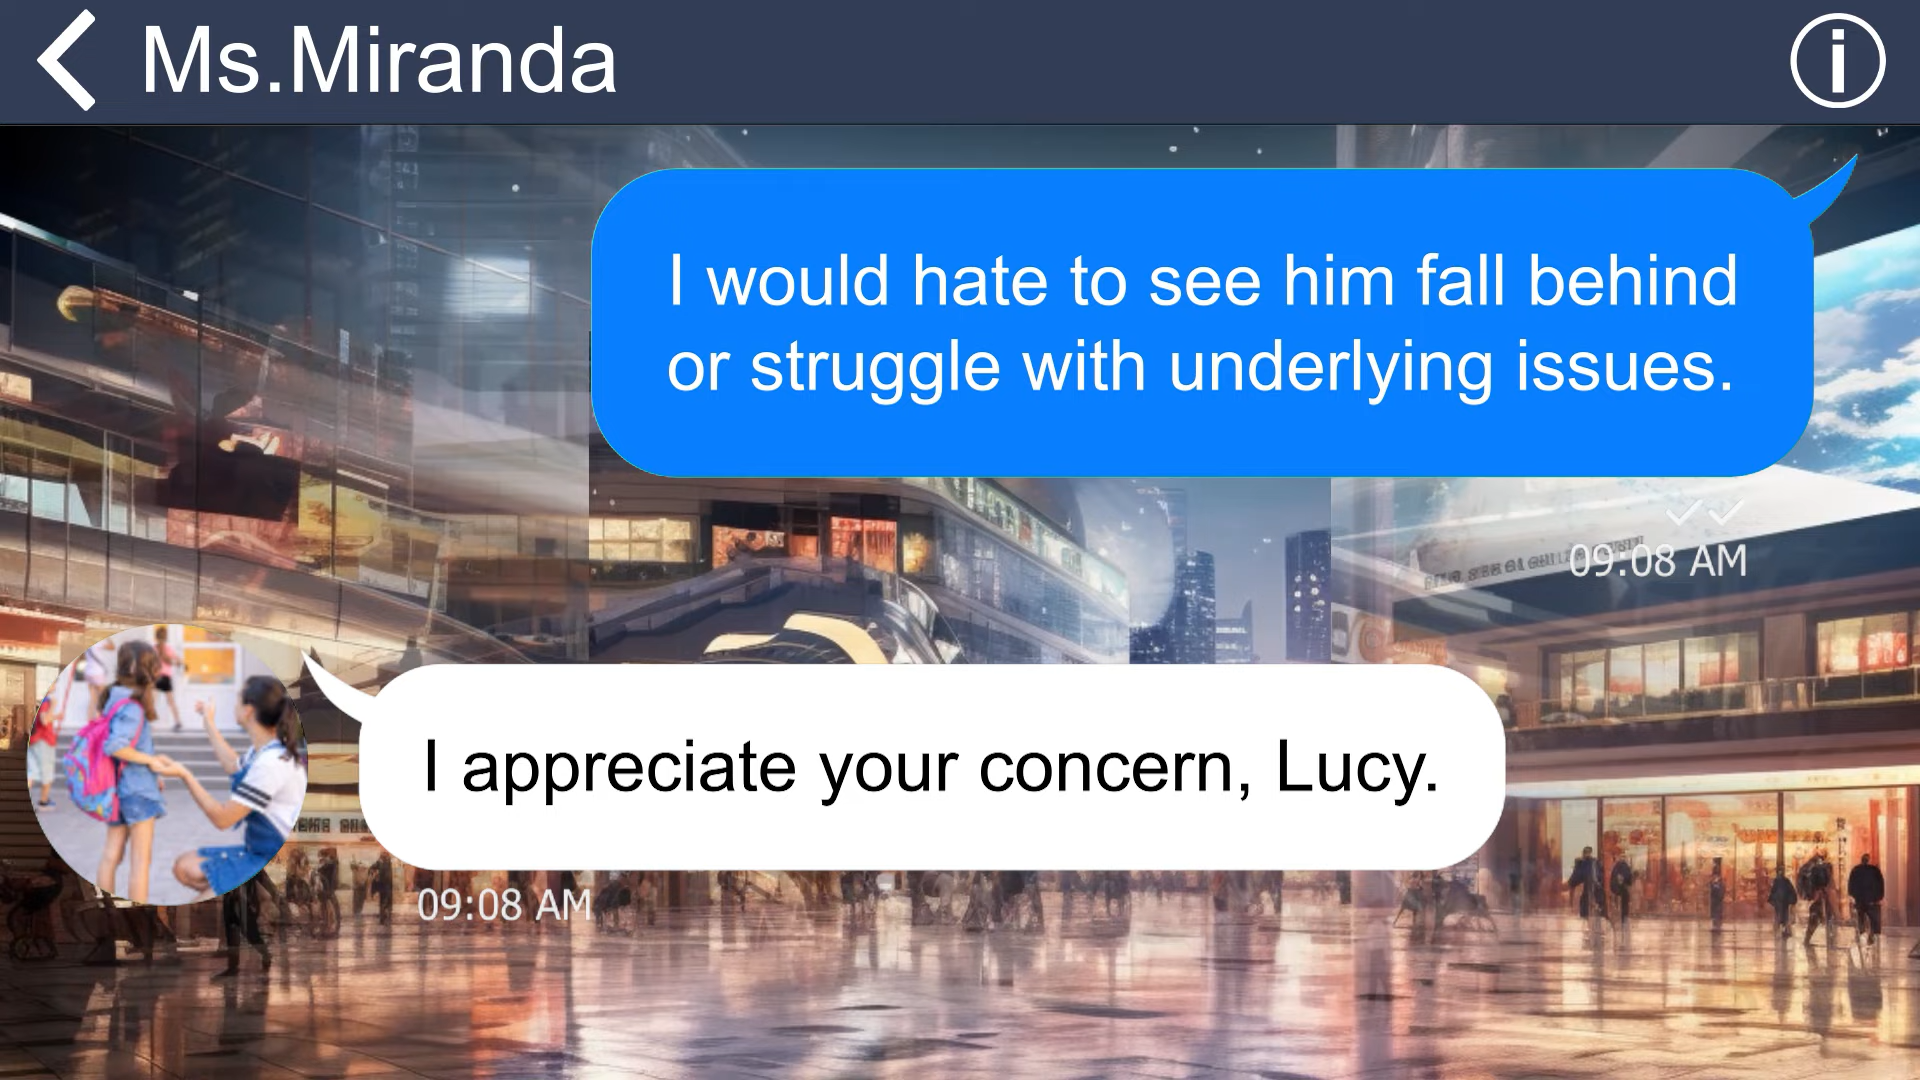 Ms.Miranda
I would hate to see him fall behind
or struggle with underlying issues.
09:08 AM
I appreciate your concern, Lucy.
09:08 AM